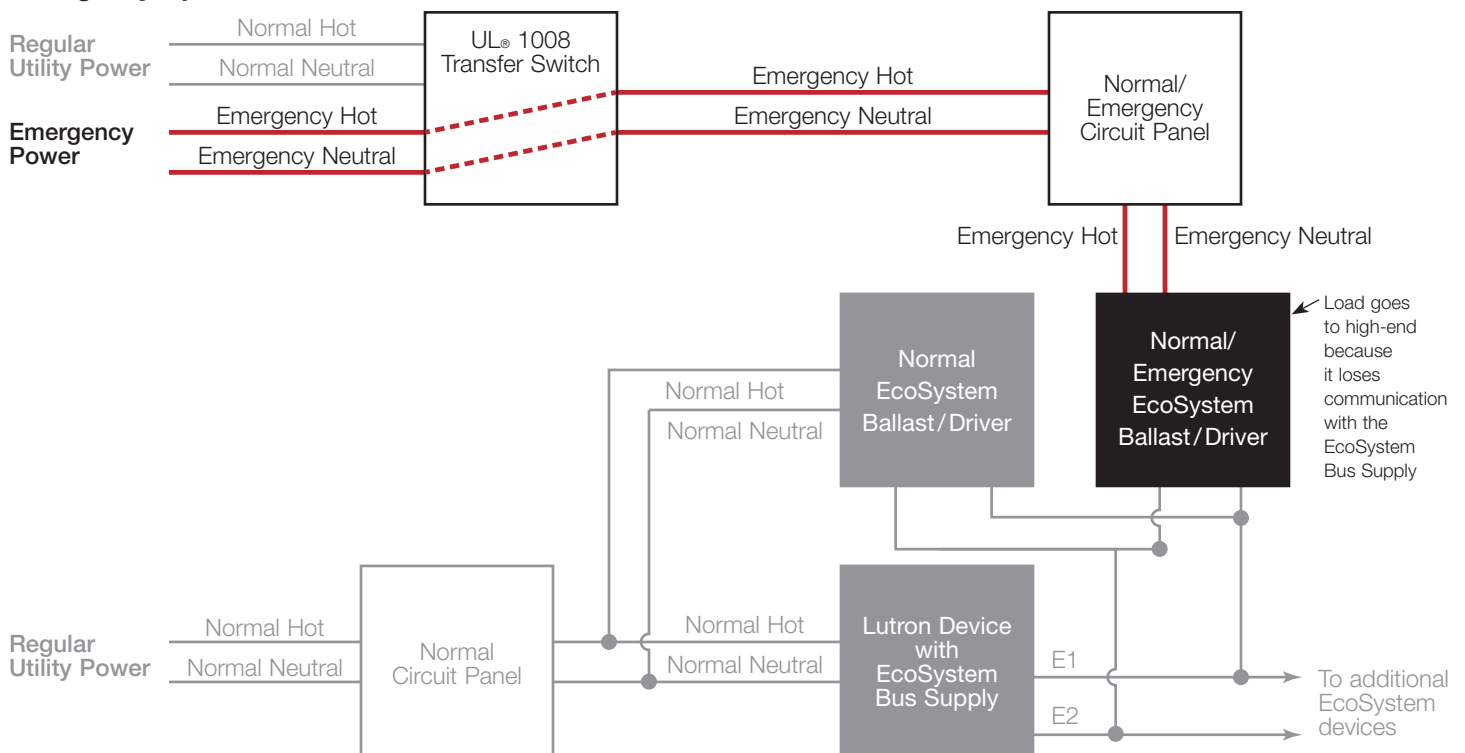 Normal Hot
Regular
Utility Power
Normal Neutral
UL® 1008
Transfer Switch
Emergency Hot
Emergency
Power
Emergency Neutral
Emergency Hot
Emergency Neutral
Normal/
Emergency
Circuit Panel
Emergency Hot
Emergency Neutral
Normal Hot
Normal Neutral
Normal
EcoSystem
Ballast/Driver
Normal/
Emergency
EcoSystem
Ballast/Driver
Load goes
to high-end
because
it loses
communication
with the
EcoSystem
Bus Supply
Regular
Utility Power
Normal Hot
Normal Neutral
Normal
Circuit Panel
Normal Hot
Normal Neutral
Lutron Device
with
EcoSystem
Bus Supply
E1
E2
To additional
EcoSystem
devices